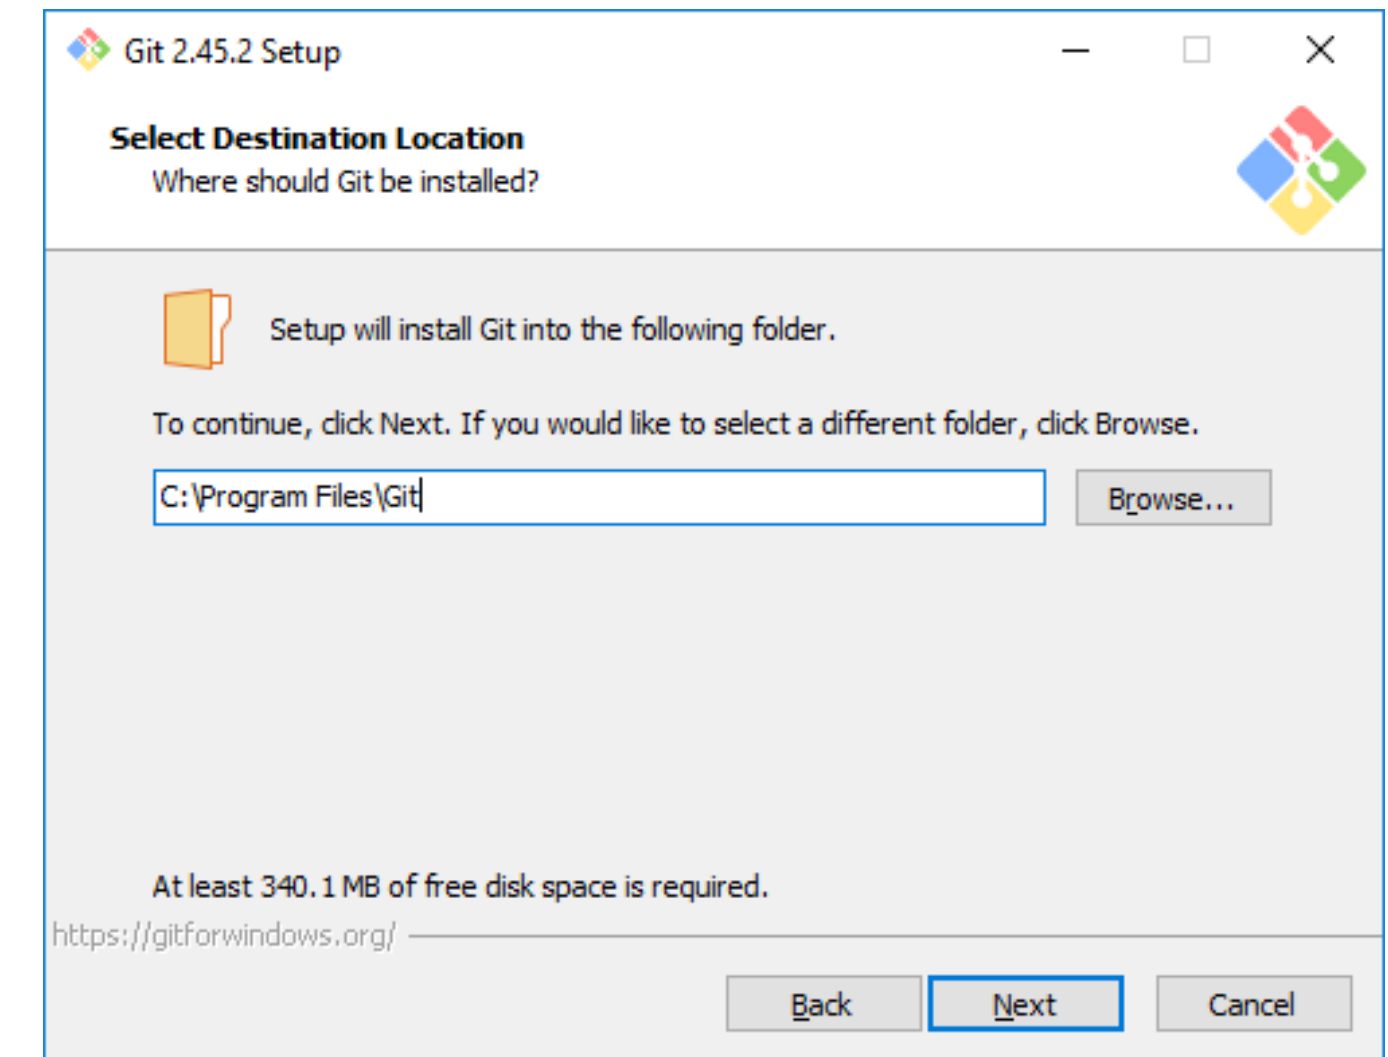 Git 2.45.2 Setup
Select Destination Location
Where should Git be installed?
Setup will install Git into the following folder.
To continue, click Next. If you would like to select a different folder, click Browse.
C:\Program Files\Git
Browse...
At least 340.1 MB of free disk space is required.
https://gitforwindows.org/
Back
Next
Cancel